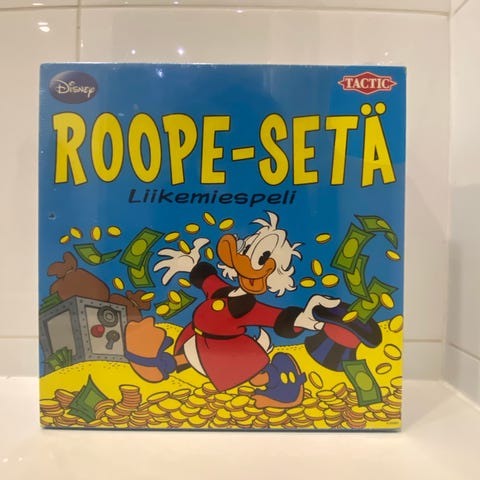 Disney
TACTIC
ROOPE-SETÄ
Liikemiespeli